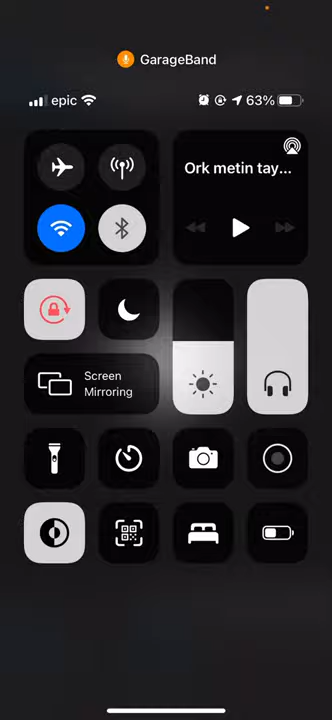 GarageBand
epic 63%
Ork metin tay...
Screen
Mirroring